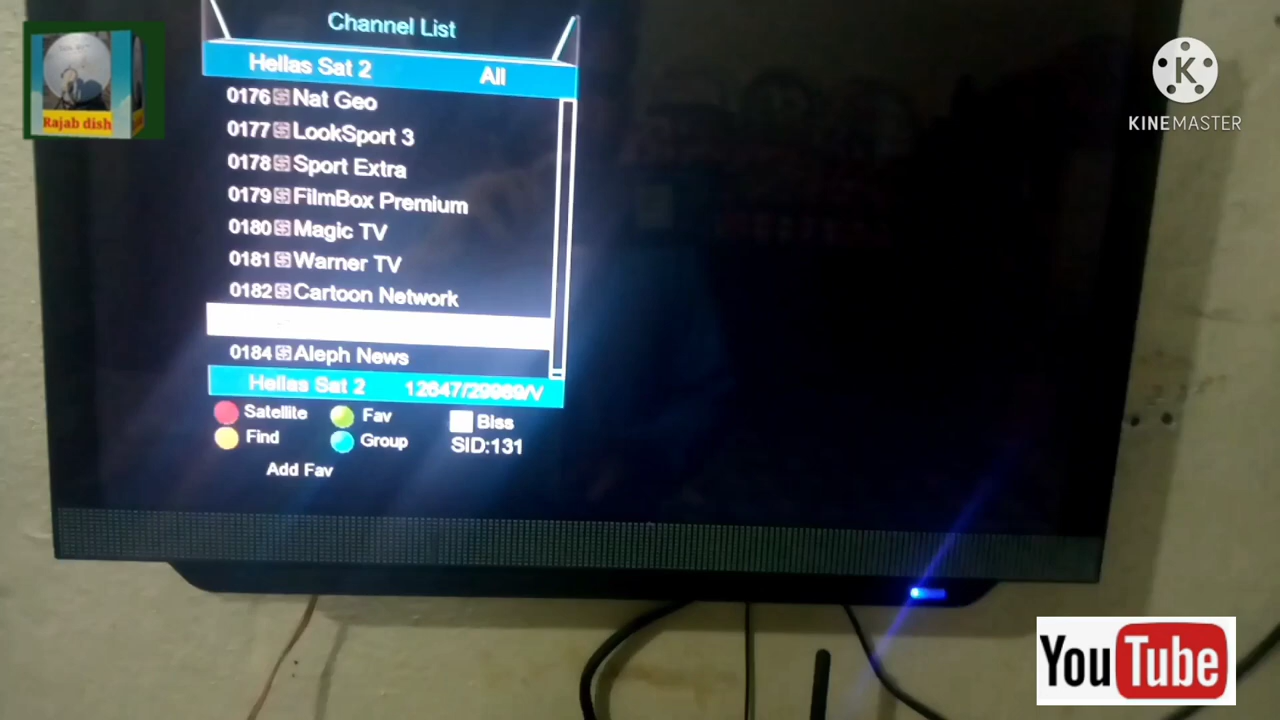 Channel List
Hellas Sat 2 All
0176 Nat Geo
0177 LookSport 3
0178 Sport Extra
0179 FilmBox Premium
0180 Magic TV
0181 Warner TV
0182 Cartoon Network
0184 Aleph News
Hellas Sat 2 12647/29989/V
Satellite Fav Biss
Find Group SID:131
Add Fav
Rajab dish
K
KINEMASTER
YouTube